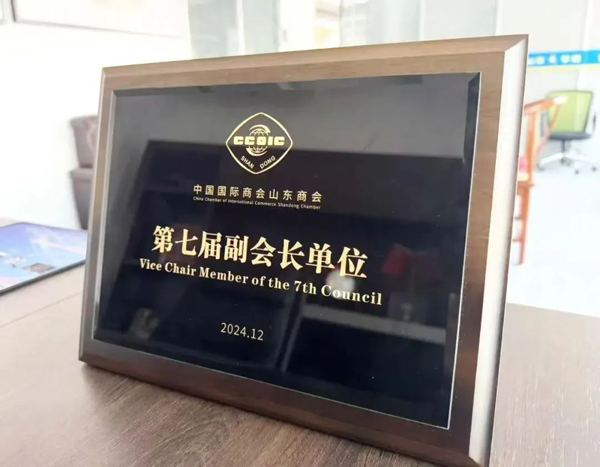 CCOIC
SHAN DONG
中国国际商会山东商会
China Chamber of International Commerce Shandong Chamber
第七届副会长单位
Vice Chair Member of the 7th Council
2024.12